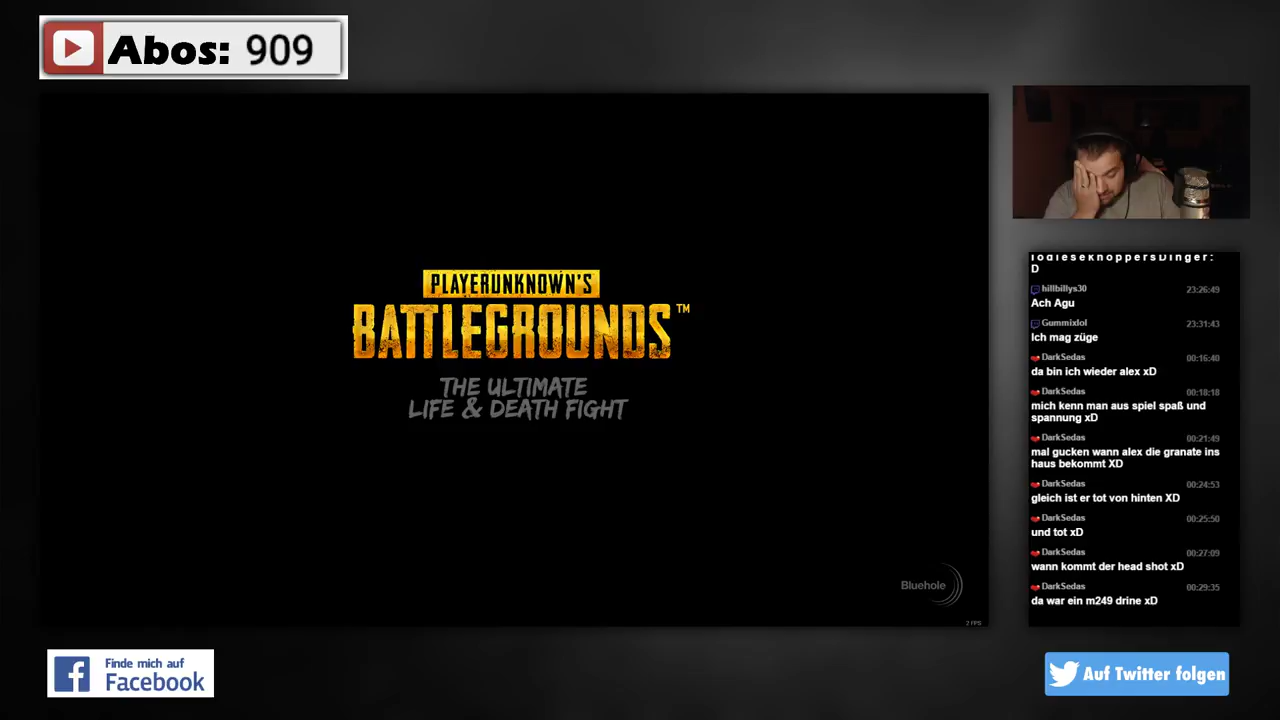 Abos: 909
PLAYERUNKNOWN'S
BATTLEGROUNDS™
THE ULTIMATE
LIFE & DEATH FIGHT
Bluehole
2 FPS
D
hillbillys30 23:26:49
Ach Agu
Gummixlol 23:31:43
Ich mag züge
DarkSedas 00:16:40
da bin ich wieder alex xD
DarkSedas 00:18:18
mich kenn man aus spiel spaß und
spannung xD
DarkSedas 00:21:49
mal gucken wann alex die granate ins
haus bekommt XD
DarkSedas 00:24:53
gleich ist er tot von hinten XD
DarkSedas 00:25:50
und tot xD
DarkSedas 00:27:09
wann kommt der head shot xD
DarkSedas 00:29:35
da war ein m249 drine xD
Finde mich auf
Facebook
Auf Twitter folgen